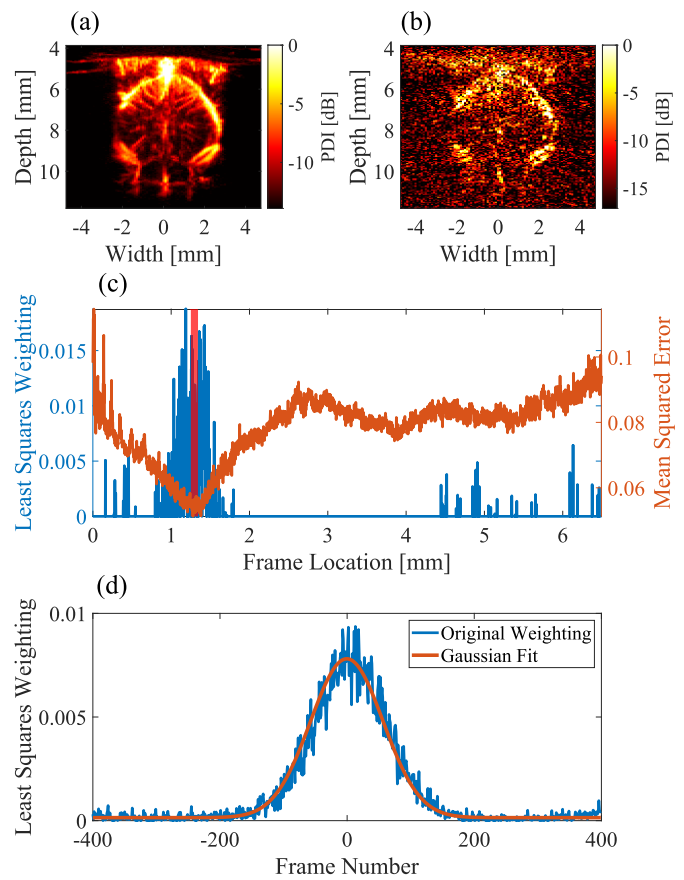 (a)
(b)
4
6
8
10
Depth [mm]
-4 -2 0 2 4
Width [mm]
0
-5
-10
PDI [dB]
4
6
8
10
Depth [mm]
-4 -2 0 2 4
Width [mm]
0
-5
-10
-15
PDI [dB]
(c)
Least Squares Weighting
0.015
0.01
0.005
0
0.1
0.08
0.06
Mean Squared Error
0 1 2 3 4 5 6
Frame Location [mm]
(d)
Least Squares Weighting
0.01
0.005
0
Original Weighting
Gaussian Fit
-400 -200 0 200 400
Frame Number